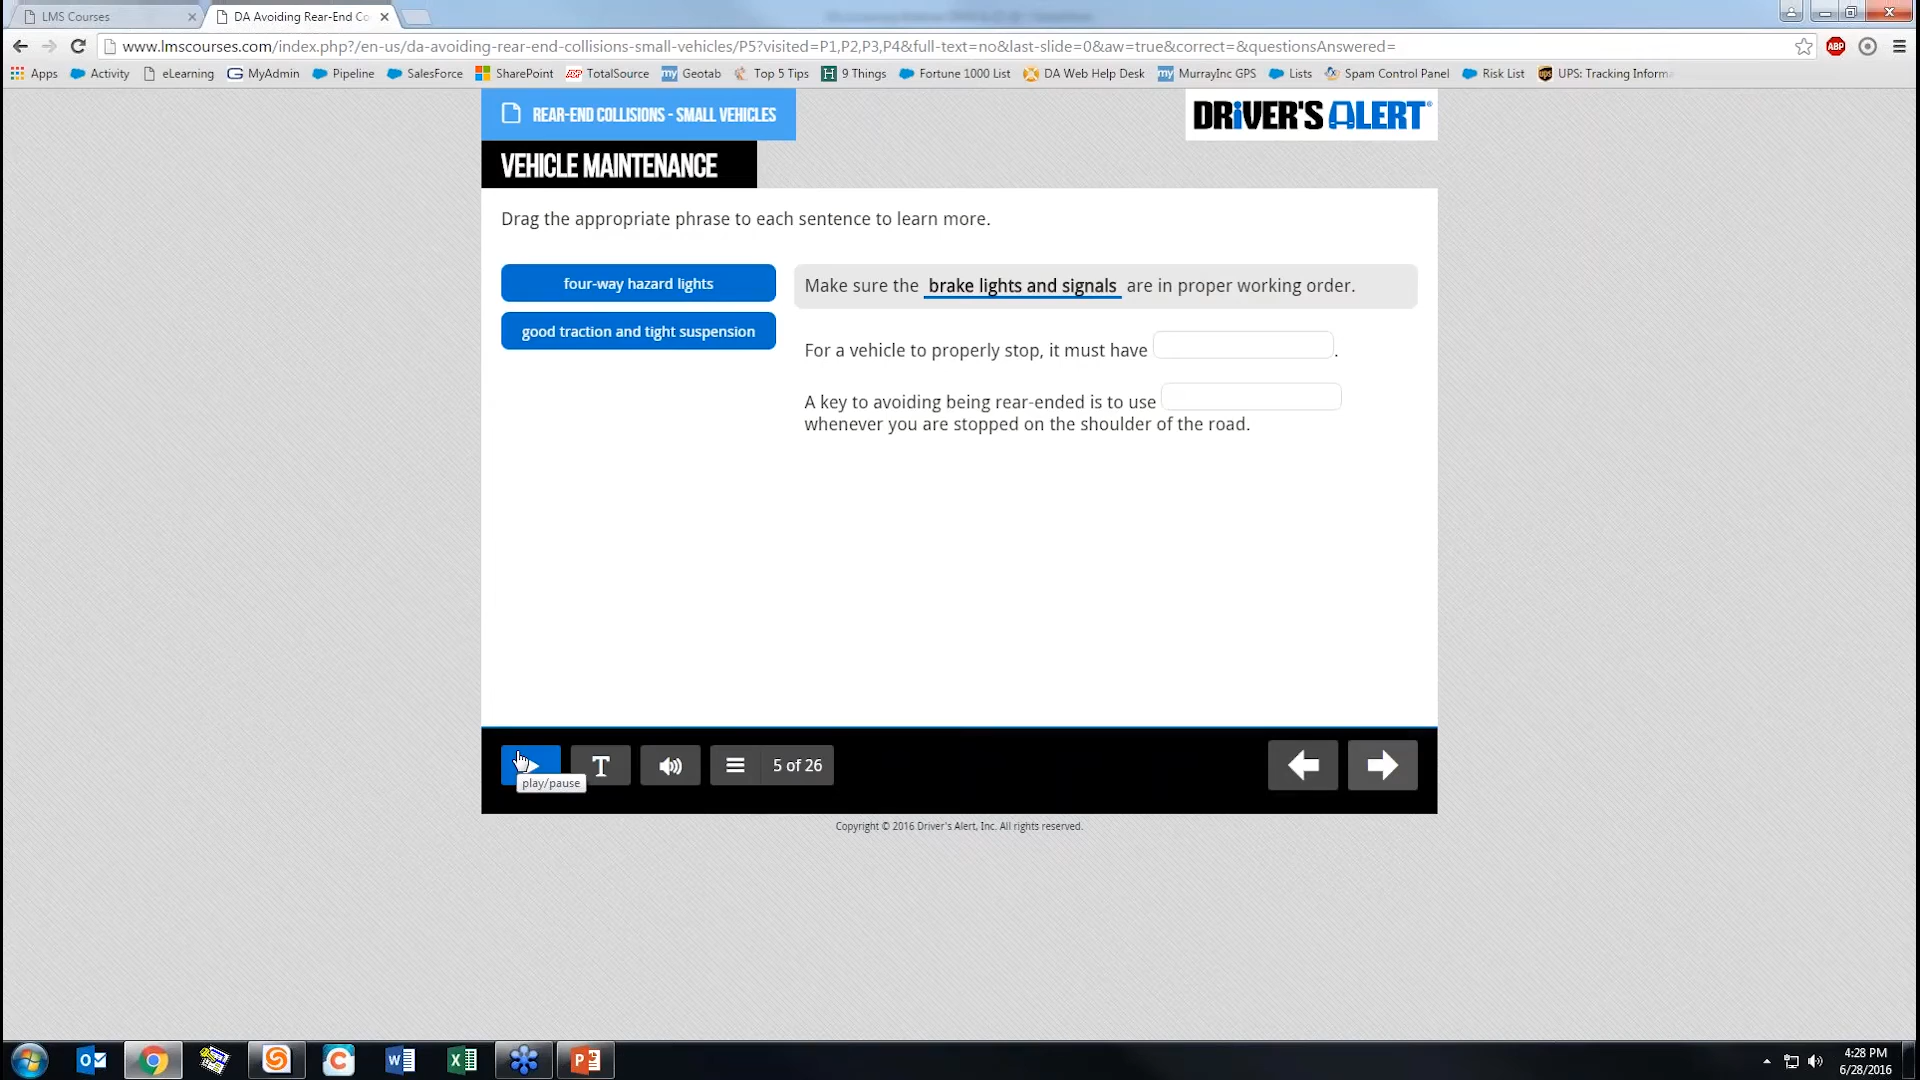 LMS Courses
DA Avoiding Rear-End Co
www.lmscourses.com/index.php?/en-us/da-avoiding-rear-end-collisions-small-vehicles/P5?visited=P1,P2,P3,P4&full-text=no&last-slide=0&aw=true&correct=&questionsAnswered=
ABP
Apps Activity eLearning MyAdmin Pipeline SalesForce SharePoint TotalSource Geotab Top 5 Tips 9 Things Fortune 1000 List DA Web Help Desk MurrayInc GPS Lists Spam Control Panel Risk List UPS: Tracking Inform
REAR-END COLLISIONS - SMALL VEHICLES
DRiVER'S ALERT
VEHICLE MAINTENANCE
Drag the appropriate phrase to each sentence to learn more.
four-way hazard lights
good traction and tight suspension
Make sure the brake lights and signals are in proper working order.
For a vehicle to properly stop, it must have .
A key to avoiding being rear-ended is to use
whenever you are stopped on the shoulder of the road.
T
5 of 26
play/pause
Copyright © 2016 Driver's Alert, Inc. All rights reserved.
4:28 PM
6/28/2016